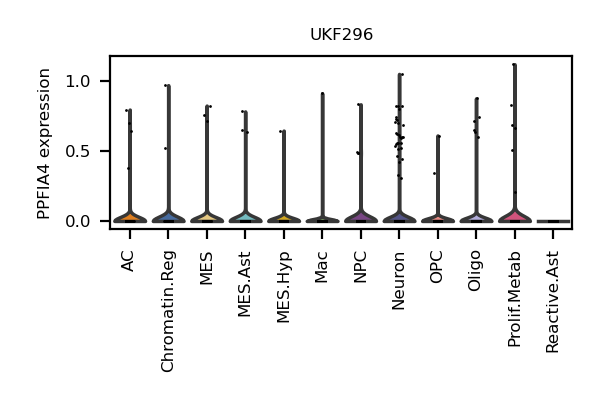 UKF296
PPFIA4 expression
1.0
0.5
0.0
AC
Chromatin.Reg
MES
MES.Ast
MES.Hyp
Mac
NPC
Neuron
OPC
Oligo
Prolif.Metab
Reactive.Ast